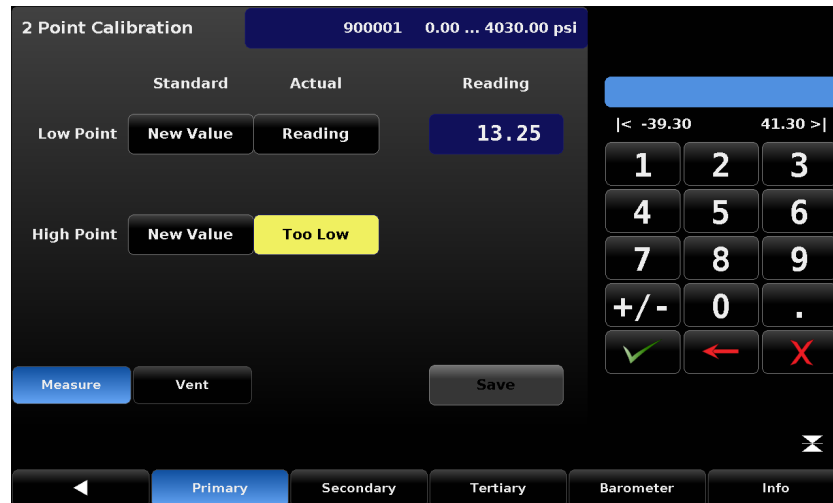 2 Point Calibration 900001 0.00 ... 4030.00 psi
Standard Actual Reading
Low Point New Value Reading 13.25
High Point New Value Too Low
Measure Vent Save
|< -39.30 41.30 >|
1 2 3
4 5 6
7 8 9
+/- 0 .
X
Primary Secondary Tertiary Barometer Info